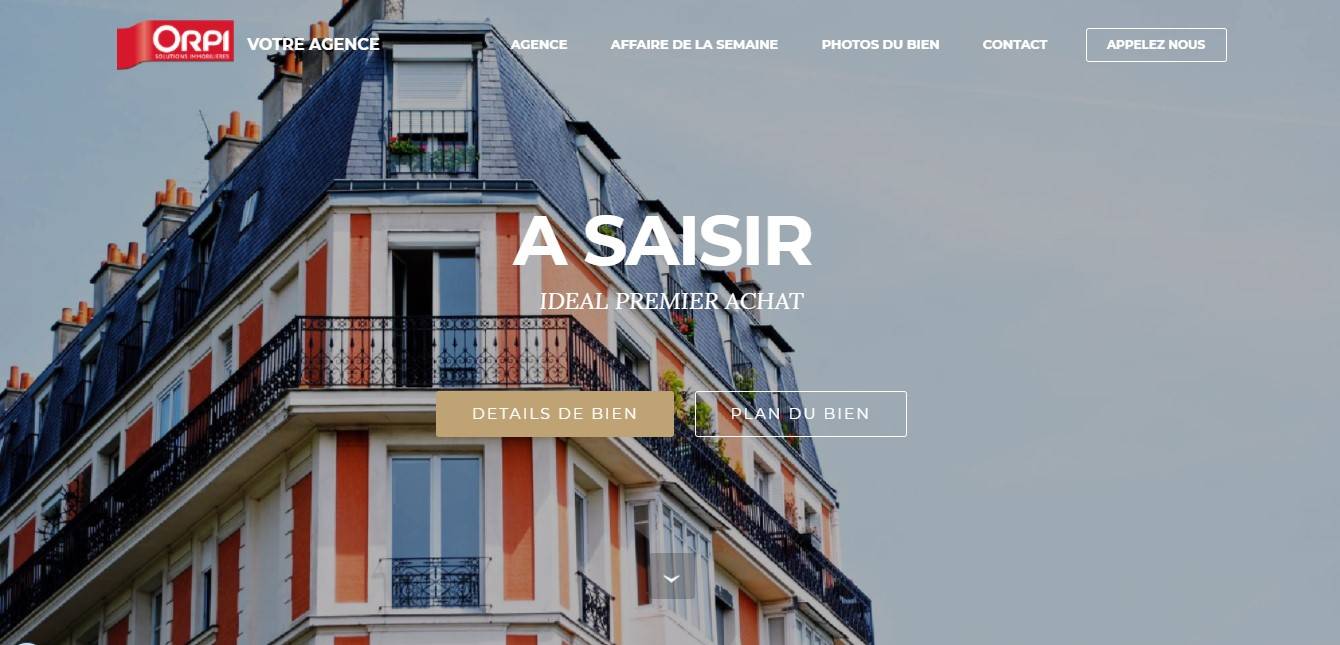 ORPI
SOLUTIONS IMMOBILIERES
VOTRE AGENCE
AGENCE
AFFAIRE DE LA SEMAINE
PHOTOS DU BIEN
CONTACT
APPELEZ NOUS
A SAISIR
IDEAL PREMIER ACHAT
DETAILS DE BIEN
PLAN DU BIEN